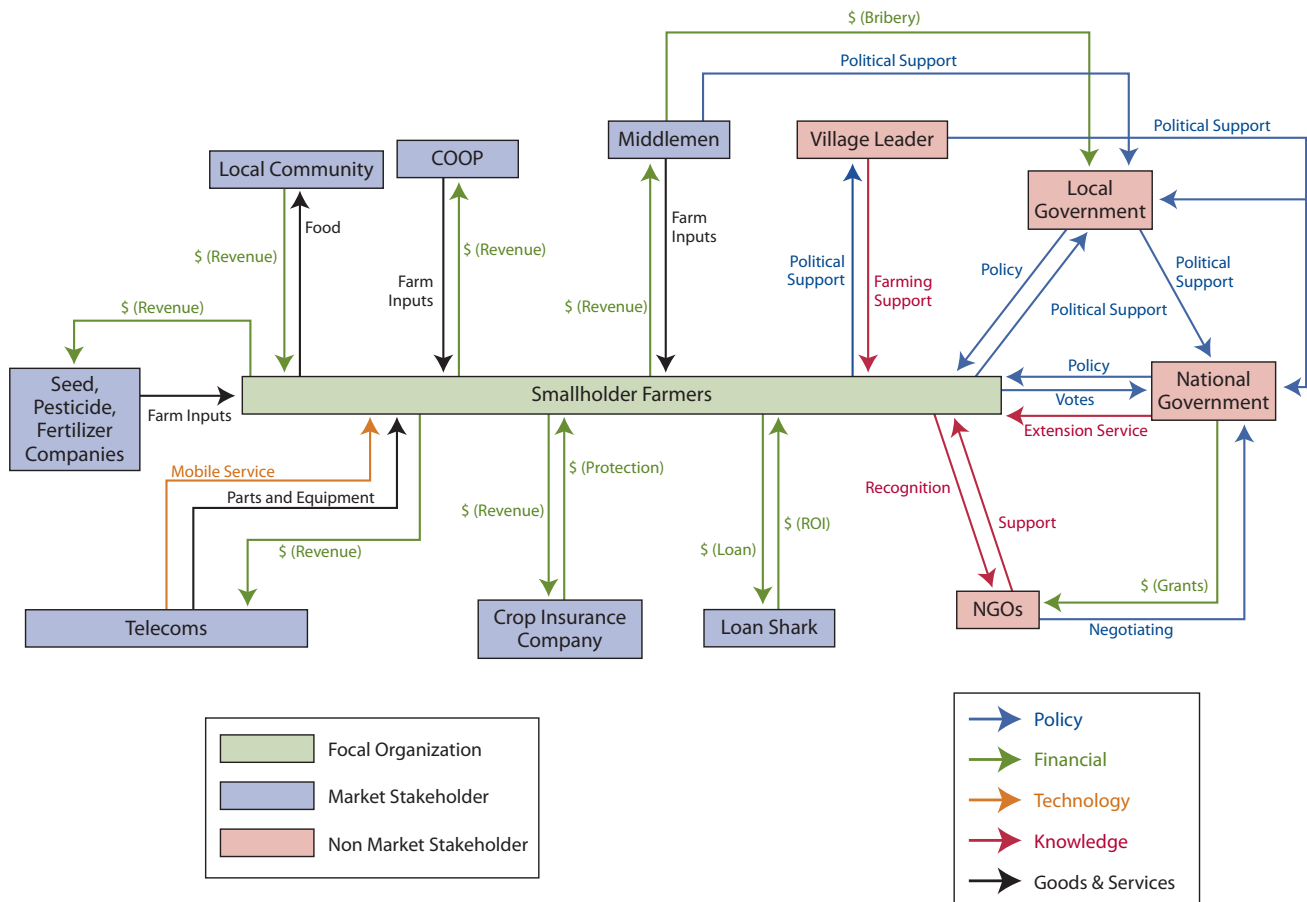 $ (Bribery)
Political Support
Middlemen
Village Leader
Political Support
COOP
Local Community
Local
Government
Food
Farm
Inputs
$ (Revenue)
$ (Revenue)
Political
Support
Farming
Support
Policy
Political
Support
Farm
Inputs
Political Support
$ (Revenue)
$ (Revenue)
Seed,
Pesticide,
Fertilizer
Companies
Farm Inputs
Smallholder Farmers
Policy
Votes
National
Government
Extension Service
Mobile Service
Parts and Equipment
$ (Revenue)
$ (Protection)
$ (Revenue)
$ (ROI)
$ (Loan)
Recognition
Support
$ (Grants)
Telecoms
Crop Insurance
Company
Loan Shark
NGOs
Negotiating
Focal Organization
Market Stakeholder
Non Market Stakeholder
Policy
Financial
Technology
Knowledge
Goods & Services